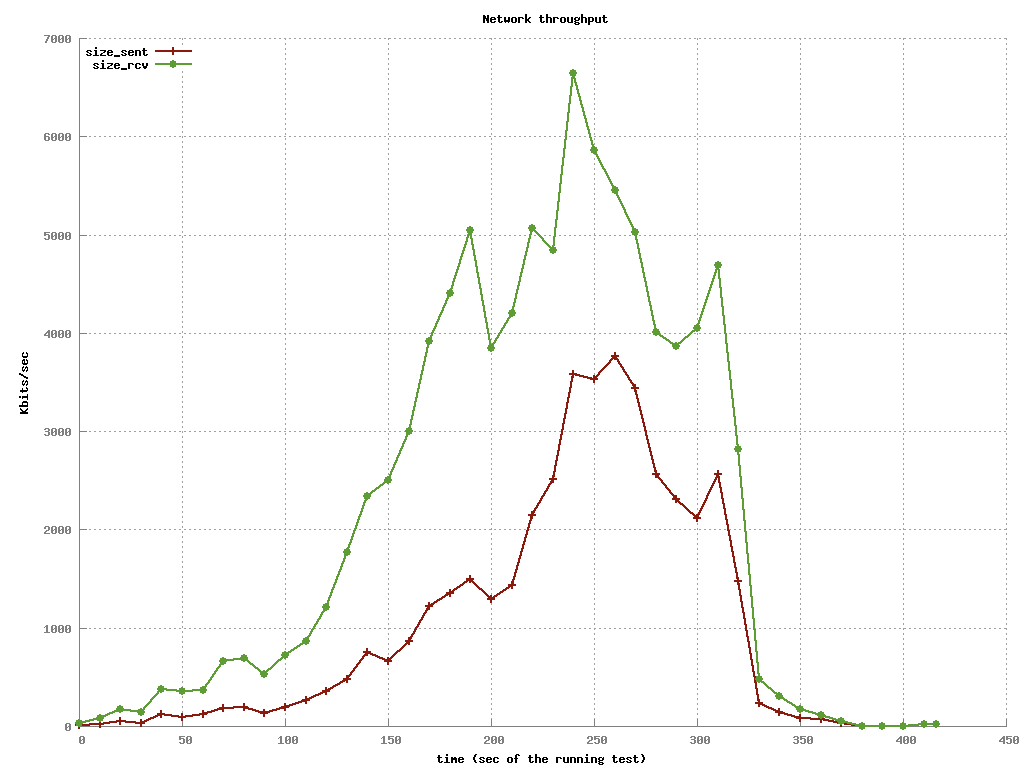 Network throughput
7000
size_sent
size_rcv
6000
5000
4000
Kbits/sec
3000
2000
1000
0
0 50 100 150 200 250 300 350 400 450
time (sec of the running test)